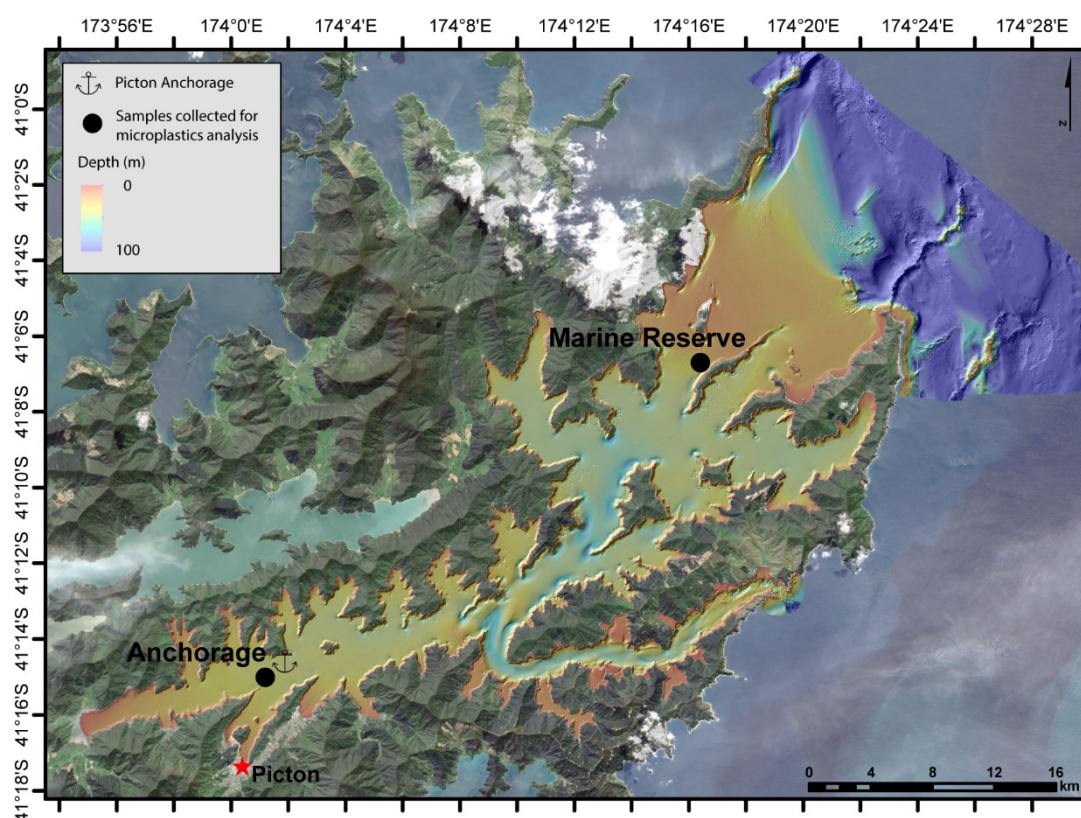 173°56'E 174°0'E 174°4'E 174°8'E 174°12'E 174°16'E 174°20'E 174°24'E 174°28'E
Picton Anchorage
Samples collected for
microplastics analysis
Depth (m)
0
100
z
41°0'S
41°2'S
41°4'S
41°6'S
41°8'S
41°10'S
41°12'S
41°14'S
41°16'S
41°18'S
Marine Reserve
Anchorage
Picton
0 4 8 12 16
km